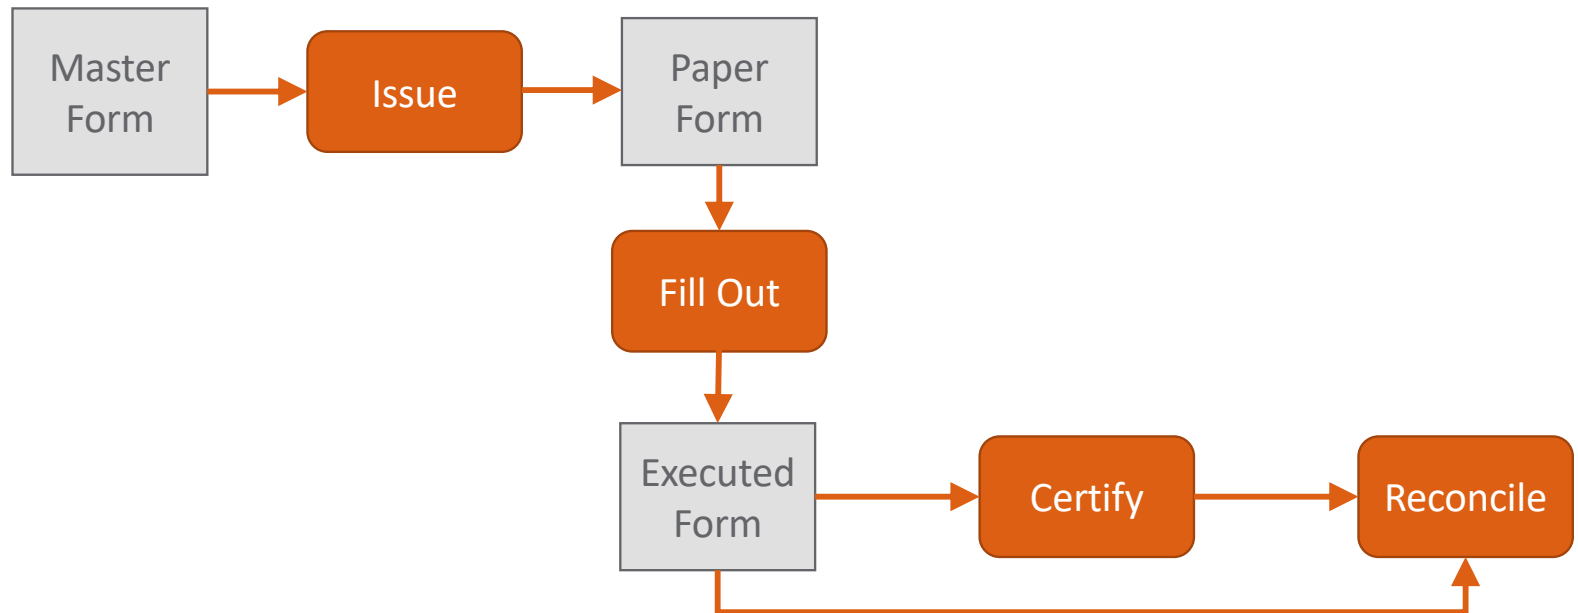 Master
Form
Issue
Paper
Form
Fill Out
Executed
Form
Certify
Reconcile